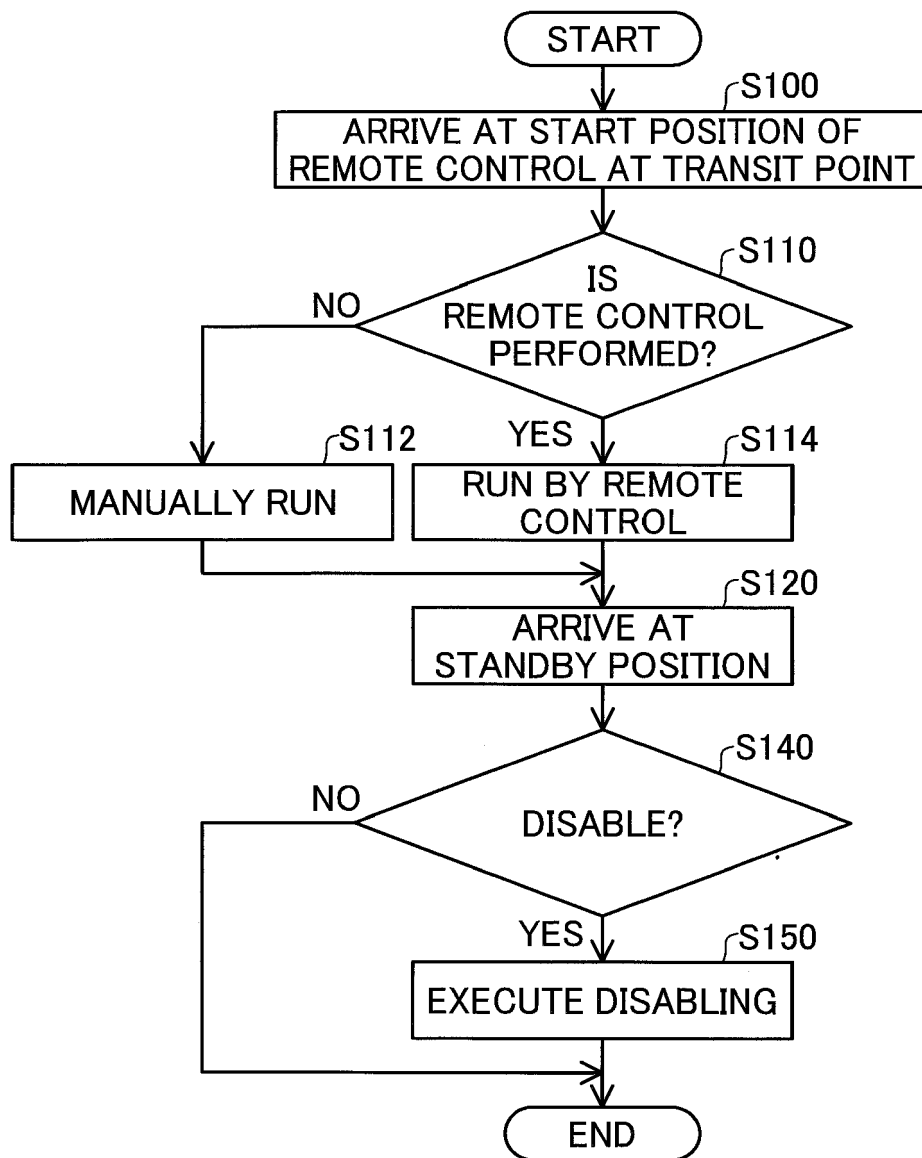 START
S100
ARRIVE AT START POSITION OF
REMOTE CONTROL AT TRANSIT POINT
S110
IS
REMOTE CONTROL
PERFORMED?
NO
YES
S112
MANUALLY RUN
S114
RUN BY REMOTE
CONTROL
S120
ARRIVE AT
STANDBY POSITION
S140
DISABLE?
NO
YES
S150
EXECUTE DISABLING
END